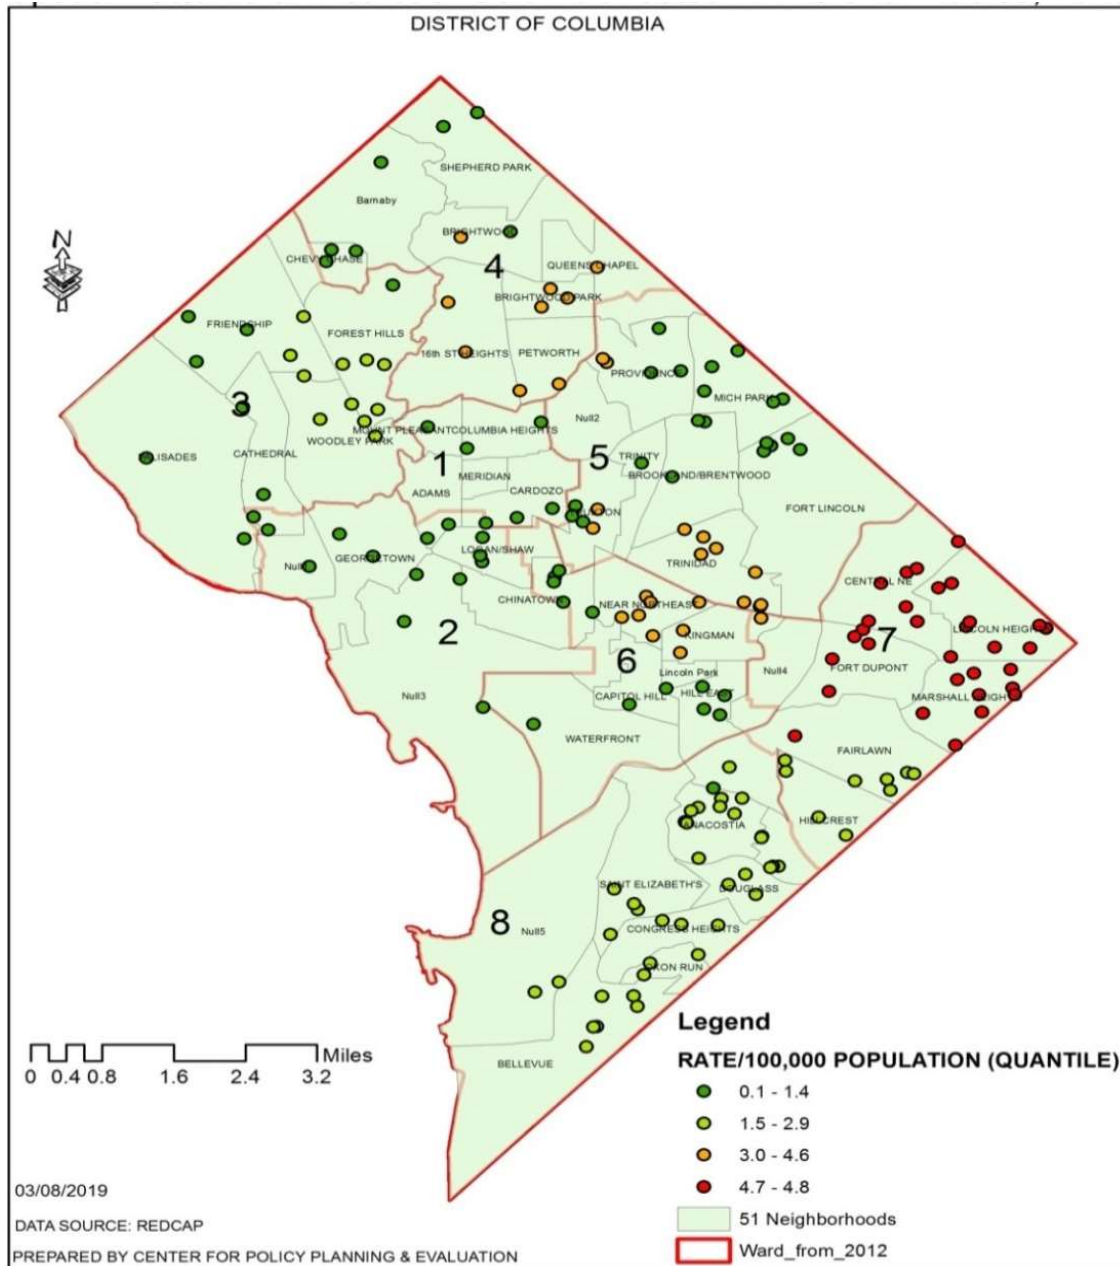 DISTRICT OF COLUMBIA
N
SHEPHERD PARK
Barnaby
BRIGHTWOOD
CHEVY CHASE
4
QUEENS CHAPEL
BRIGHTWOOD PARK
FRIENDSHIP
FOREST HILLS
16th ST HEIGHTS
PETWORTH
PROVIDENCE
3
MICH PARK
Null2
MOUNT PLEASANT
COLUMBIA HEIGHTS
WOODLEY PARK
PALISADES
CATHEDRAL
1
5
TRINITY
MERIDIAN
BROOKLAND/BRENTWOOD
ADAMS
CARDOZO
FORT LINCOLN
LOGAN/SHAW
GEORGETOWN
TRINIDAD
CENTRAL NE
CHINATOWN
NEAR NORTHEAST
LINCOLN HEIGHTS
2
KINGMAN
7
6
Lincoln Park
Null4
FORT DUPONT
Null3
CAPITOL HILL
HILL EAST
MARSHALL HEIGHTS
WATERFRONT
FAIRLAWN
HILLCREST
ANACOSTIA
SAINT ELIZABETH'S
DOUGLASS
8
Null5
CONGRESS HEIGHTS
OXON RUN
BELLEVUE
Miles
0 0.4 0.8 1.6 2.4 3.2
Legend
RATE/100,000 POPULATION (QUANTILE)
0.1 - 1.4
1.5 - 2.9
3.0 - 4.6
4.7 - 4.8
51 Neighborhoods
Ward_from_2012
03/08/2019
DATA SOURCE: REDCAP
PREPARED BY CENTER FOR POLICY PLANNING & EVALUATION